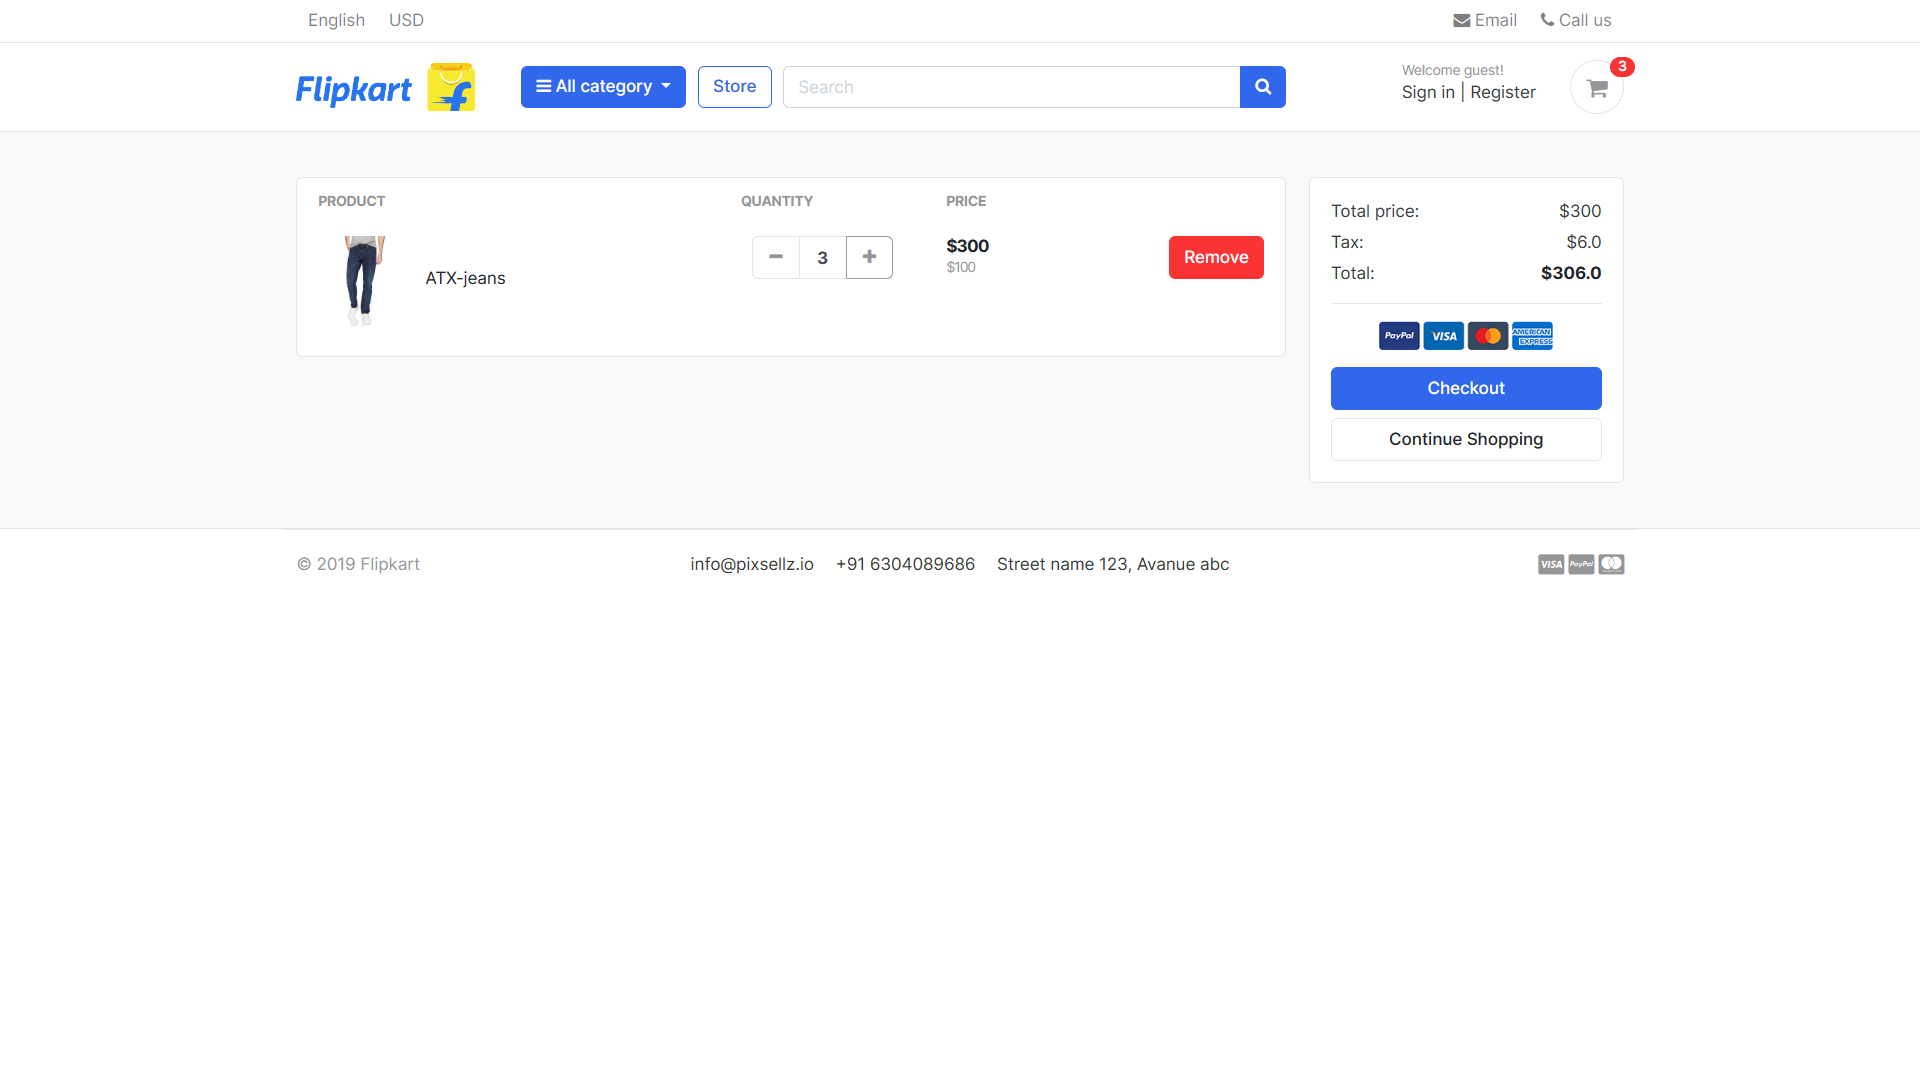 English USD Email Call us
Flipkart All category Store Search Welcome guest! 3
Sign in | Register
PRODUCT QUANTITY PRICE
ATX-jeans 3 $300 Remove
$100
Total price: $300
Tax: $6.0
Total: $306.0
PayPal VISA AMERICAN EXPRESS
Checkout
Continue Shopping
© 2019 Flipkart info@pixsellz.io +91 6304089686 Street name 123, Avanue abc VISA PayPal